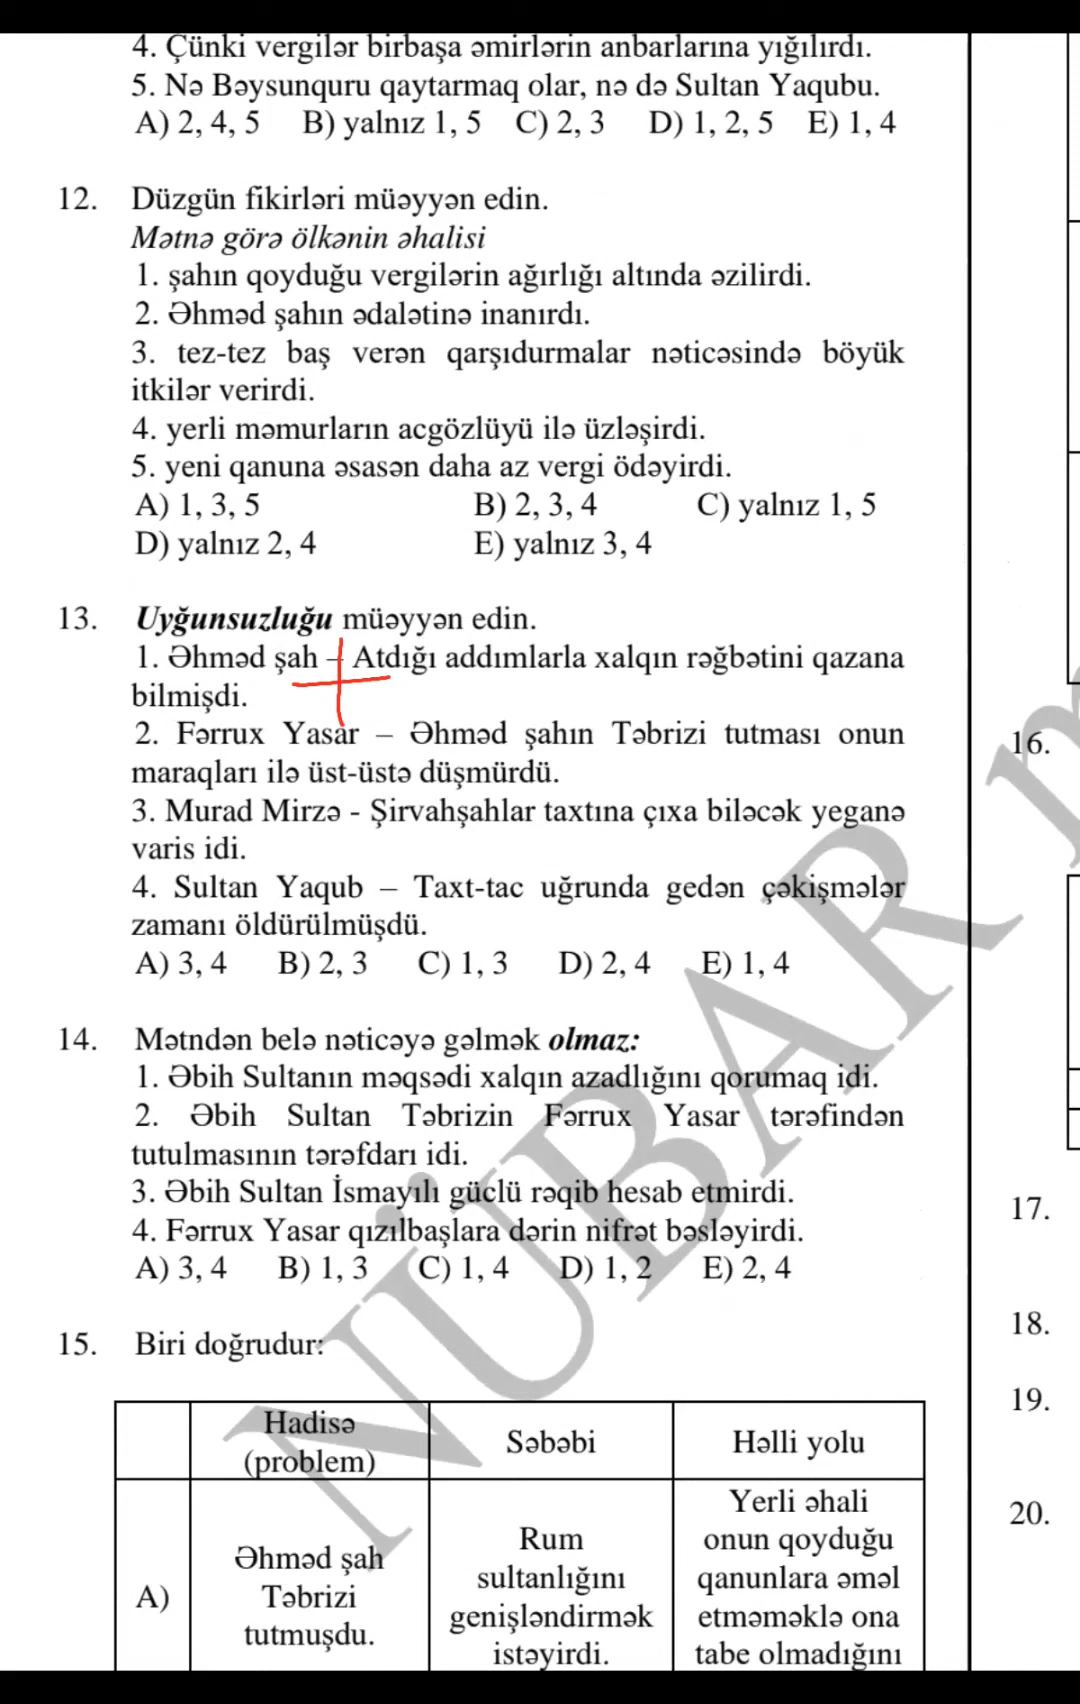 4. Çünki vergilər birbaşa əmirlərin anbarlarına yığılırdı.
5. Nə Bəysunquru qaytarmaq olar, nə də Sultan Yaqubu.
A) 2, 4, 5 B) yalnız 1, 5 C) 2, 3 D) 1, 2, 5 E) 1, 4
12. Düzgün fikirləri müəyyən edin.
Mətnə görə ölkənin əhalisi
1. şahın qoyduğu vergilərin ağırlığı altında əzilirdi.
2. Əhməd şahın ədalətinə inanırdı.
3. tez-tez baş verən qarşıdurmalar nəticəsində böyük
itkilər verirdi.
4. yerli məmurların acgözlüyü ilə üzləşirdi.
5. yeni qanuna əsasən daha az vergi ödəyirdi.
A) 1, 3, 5 B) 2, 3, 4 C) yalnız 1, 5
D) yalnız 2, 4 E) yalnız 3, 4
13. Uyğunsuzluğu müəyyən edin.
1. Əhməd şah – Atdığı addımlarla xalqın rəğbətini qazana
bilmişdi.
2. Fərrux Yasar – Əhməd şahın Təbrizi tutması onun
maraqları ilə üst-üstə düşmürdü.
3. Murad Mirzə - Şirvahşahlar taxtına çıxa biləcək yeganə
varis idi.
4. Sultan Yaqub – Taxt-tac uğrunda gedən çəkişmələr
zamanı öldürülmüşdü.
A) 3, 4 B) 2, 3 C) 1, 3 D) 2, 4 E) 1, 4
14. Mətndən belə nəticəyə gəlmək olmaz:
1. Əbih Sultanın məqsədi xalqın azadlığını qorumaq idi.
2. Əbih Sultan Təbrizin Fərrux Yasar tərəfindən
tutulmasının tərəfdarı idi.
3. Əbih Sultan İsmayılı güclü rəqib hesab etmirdi.
4. Fərrux Yasar qızılbaşlara dərin nifrət bəsləyirdi.
A) 3, 4 B) 1, 3 C) 1, 4 D) 1, 2 E) 2, 4
15. Biri doğrudur:
Hadisə
(problem)
Səbəbi
Həlli yolu
A)
Əhməd şah
Təbrizi
tutmuşdu.
Rum
sultanlığını
genişləndirmək
istəyirdi.
Yerli əhali
onun qoyduğu
qanunlara əməl
etməməklə ona
tabe olmadığını
16.
17.
18.
19.
20.
NÜBAR